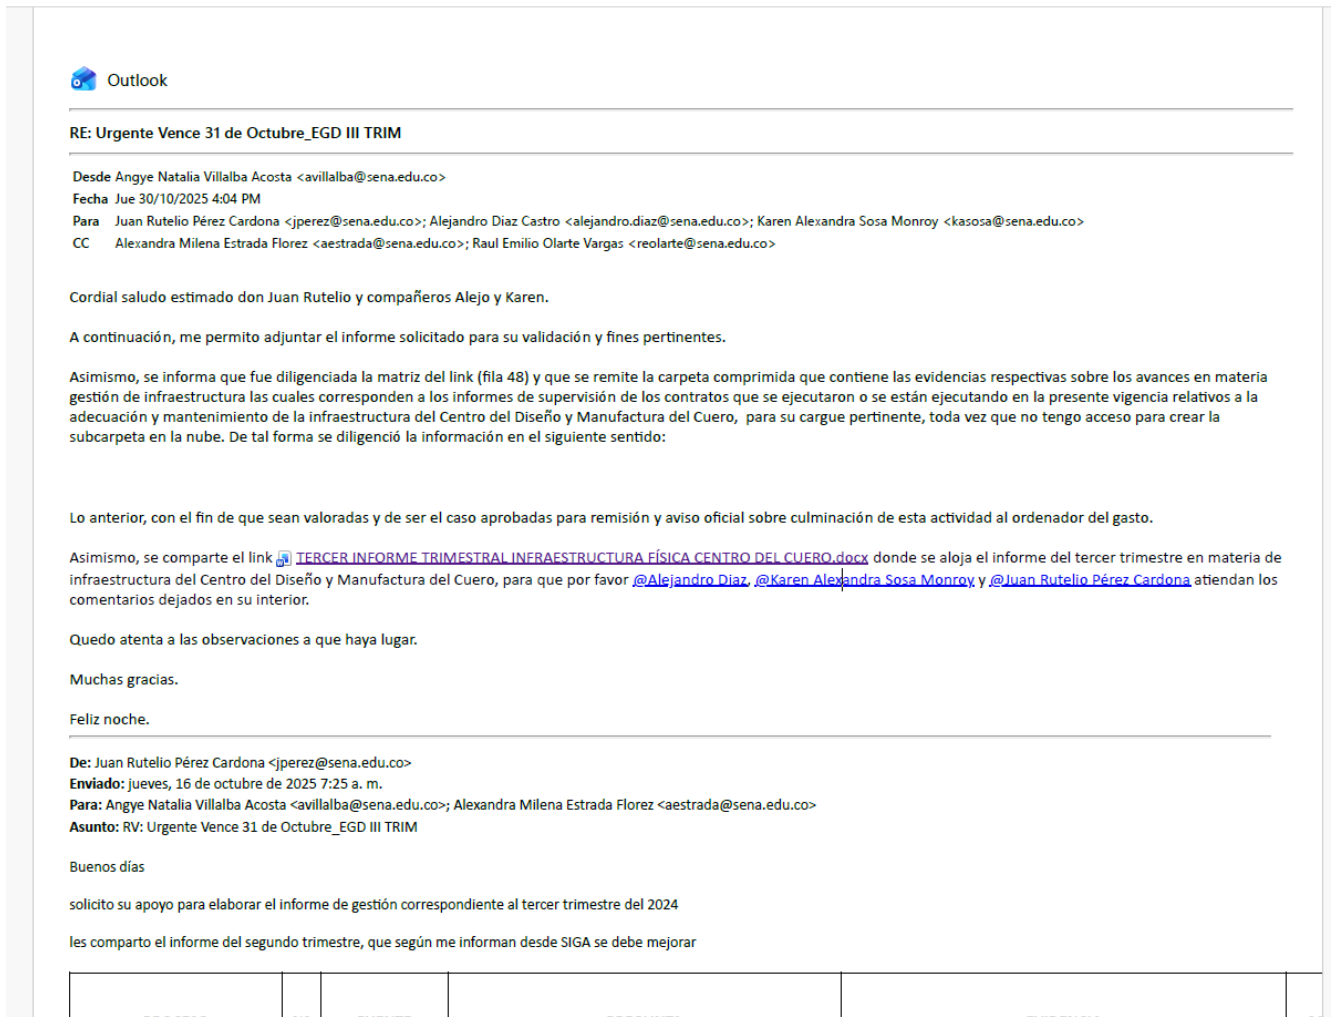 Outlook
RE: Urgente Vence 31 de Octubre_EGD III TRIM
Desde Angye Natalia Villalba Acosta <avillalba@sena.edu.co>
Fecha Jue 30/10/2025 4:04 PM
Para Juan Rutelio Pérez Cardona <jperez@sena.edu.co>; Alejandro Diaz Castro <alejandro.diaz@sena.edu.co>; Karen Alexandra Sosa Monroy <kasosa@sena.edu.co>
CC Alexandra Milena Estrada Florez <aestrada@sena.edu.co>; Raul Emilio Olarte Vargas <reolarte@sena.edu.co>
Cordial saludo estimado don Juan Rutelio y compañeros Alejo y Karen.
A continuación, me permito adjuntar el informe solicitado para su validación y fines pertinentes.
Asimismo, se informa que fue diligenciada la matriz del link (fila 48) y que se remite la carpeta comprimida que contiene las evidencias respectivas sobre los avances en materia
gestión de infraestructura las cuales corresponden a los informes de supervisión de los contratos que se ejecutaron o se están ejecutando en la presente vigencia relativos a la
adecuación y mantenimiento de la infraestructura del Centro del Diseño y Manufactura del Cuero, para su cargue pertinente, toda vez que no tengo acceso para crear la
subcarpeta en la nube. De tal forma se diligenció la información en el siguiente sentido:
Lo anterior, con el fin de que sean valoradas y de ser el caso aprobadas para remisión y aviso oficial sobre culminación de esta actividad al ordenador del gasto.
Asimismo, se comparte el link TERCER INFORME TRIMESTRAL INFRAESTRUCTURA FÍSICA CENTRO DEL CUERO.docx donde se aloja el informe del tercer trimestre en materia de
infraestructura del Centro del Diseño y Manufactura del Cuero, para que por favor @Alejandro Diaz, @Karen Alexandra Sosa Monroy y @Juan Rutelio Pérez Cardona atiendan los
comentarios dejados en su interior.
Quedo atenta a las observaciones a que haya lugar.
Muchas gracias.
Feliz noche.
De: Juan Rutelio Pérez Cardona <jperez@sena.edu.co>
Enviado: jueves, 16 de octubre de 2025 7:25 a. m.
Para: Angye Natalia Villalba Acosta <avillalba@sena.edu.co>; Alexandra Milena Estrada Florez <aestrada@sena.edu.co>
Asunto: RV: Urgente Vence 31 de Octubre_EGD III TRIM
Buenos días
solicito su apoyo para elaborar el informe de gestión correspondiente al tercer trimestre del 2024
les comparto el informe del segundo trimestre, que según me informan desde SIGA se debe mejorar